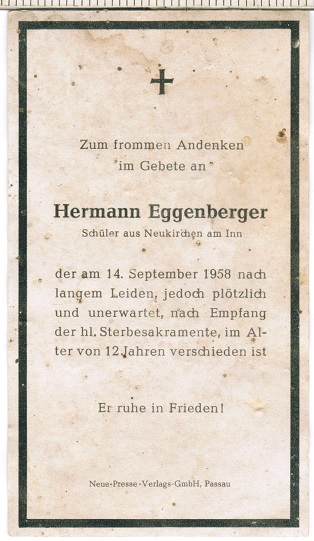 Zum frommen Andenken
im Gebete an
Hermann Eggenberger
Schüler aus Neukirchen am Inn
der am 14. September 1958 nach
langem Leiden, jedoch plötzlich
und unerwartet, nach Empfang
der hl. Sterbesakramente, im Al-
ter von 12 Jahren verschieden ist
Er ruhe in Frieden!
Neue-Presse-Verlags-GmbH, Passau